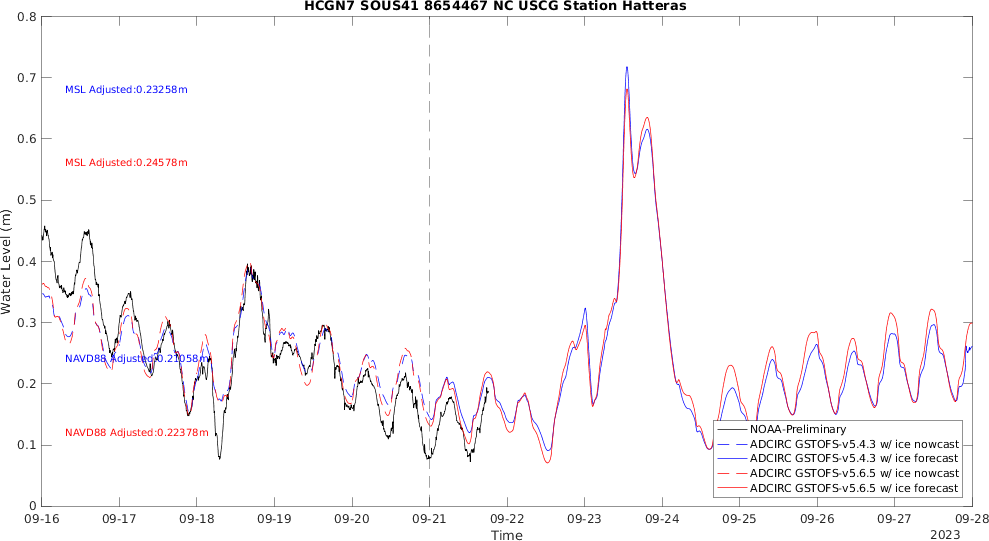 HCGN7 SOUS41 8654467 NC USCG Station Hatteras
0.8
0.7
0.6
0.5
0.4
0.3
0.2
0.1
0
Water Level (m)
MSL Adjusted:0.23258m
MSL Adjusted:0.24578m
NAVD88 Adjusted:0.21058m
NAVD88 Adjusted:0.22378m
NOAA-Preliminary
ADCIRC GSTOFS-v5.4.3 w/ ice nowcast
ADCIRC GSTOFS-v5.4.3 w/ ice forecast
ADCIRC GSTOFS-v5.6.5 w/ ice nowcast
ADCIRC GSTOFS-v5.6.5 w/ ice forecast
09-16 09-17 09-18 09-19 09-20 09-21 09-22 09-23 09-24 09-25 09-26 09-27 09-28
Time
2023